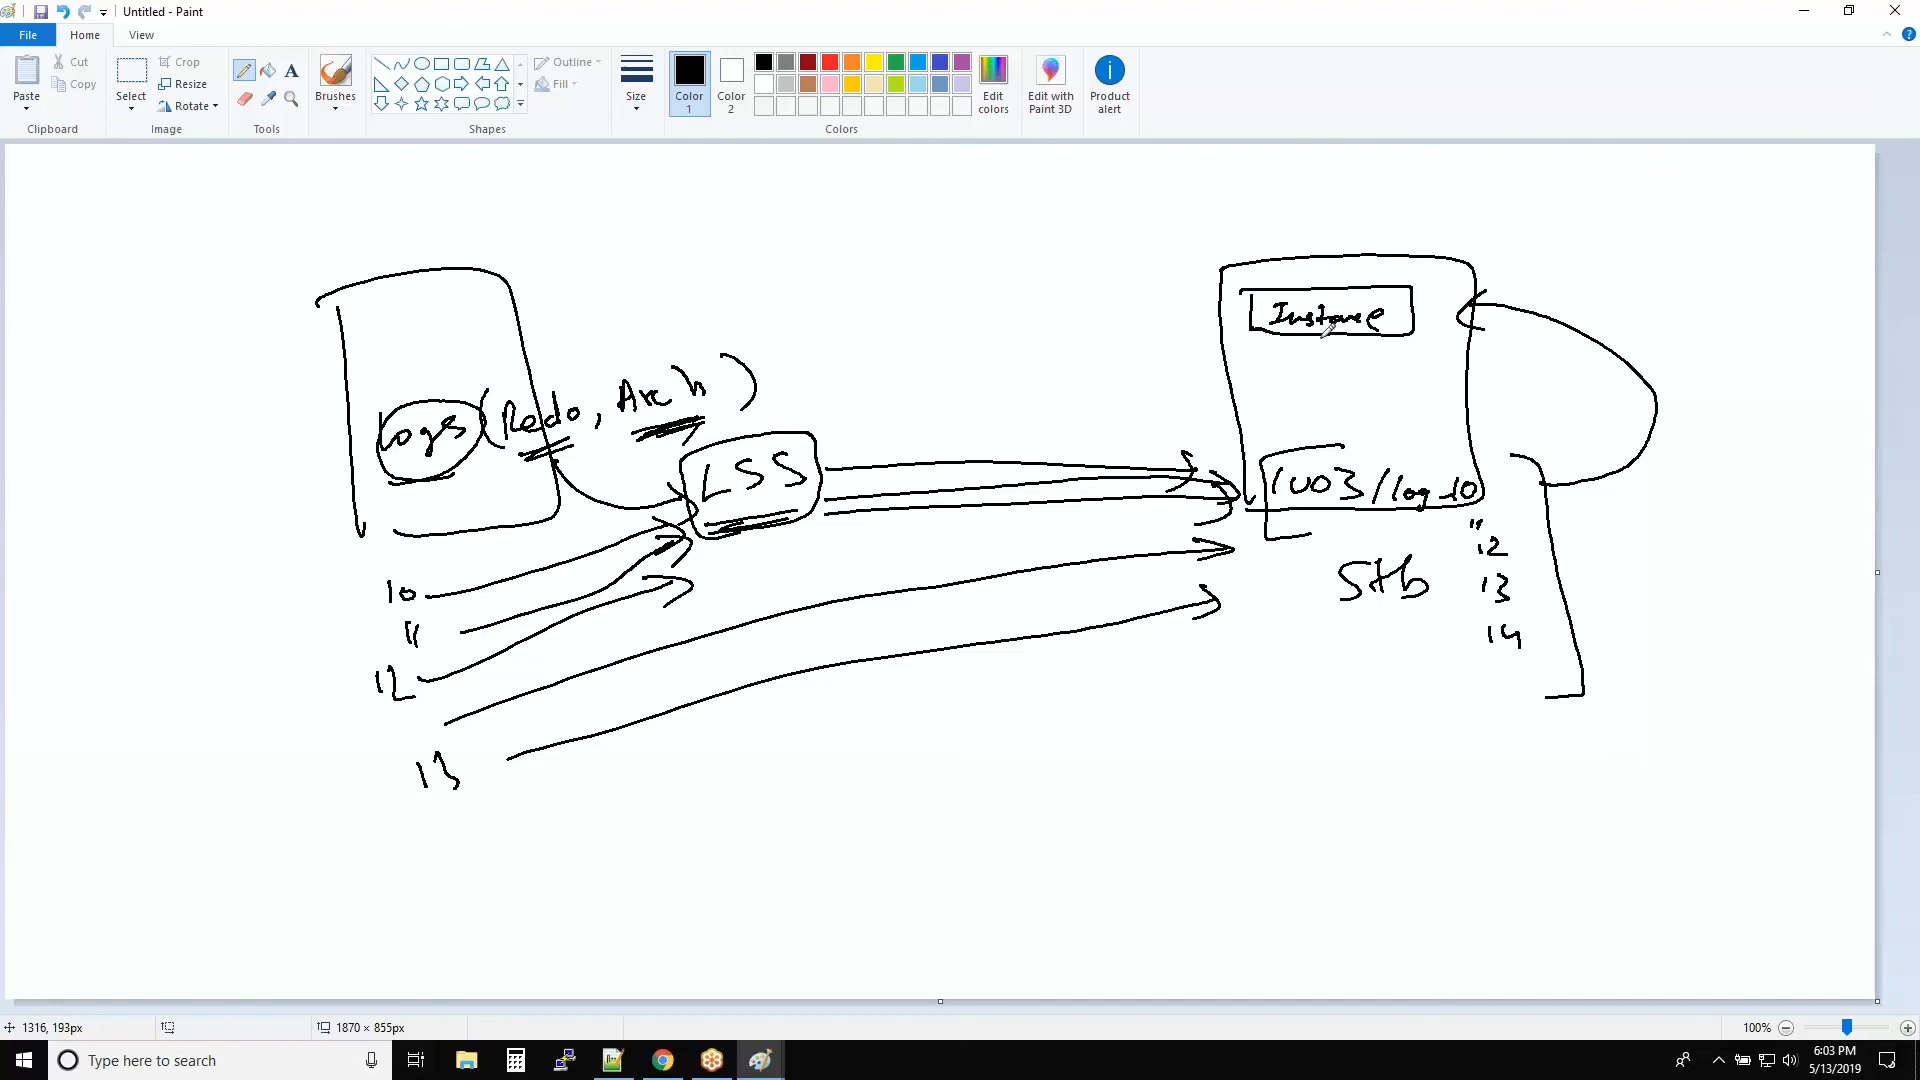 Untitled - Paint
File Home View
Paste
Cut
Copy
Clipboard
Select
Crop
Resize
Rotate
Image
Tools
Brushes
Shapes
Outline
Fill
Size
Color 1
Color 2
Colors
Edit colors
Edit with Paint 3D
Product alert
Instance
Logs (Redo, Arch)
LSS
/U03/log_10
11
12
Stb
13
14
10
11
12
13
1316, 193px
1870 × 855px
100%
Type here to search
6:03 PM
5/13/2019